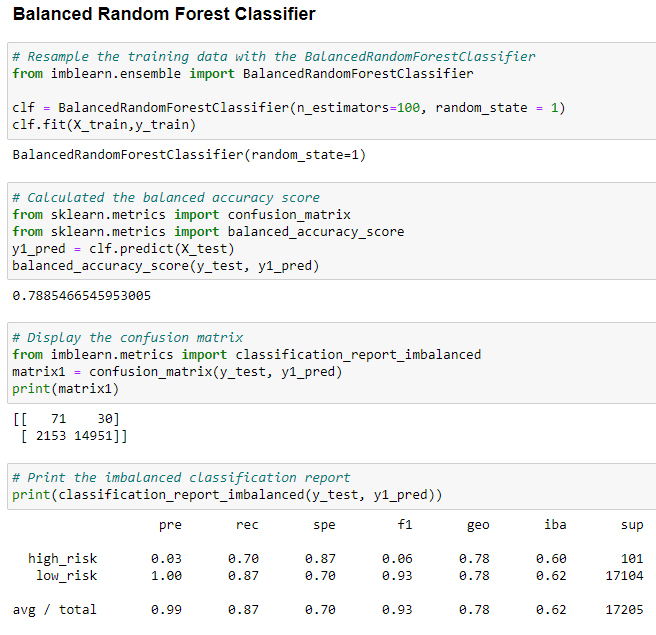 Balanced Random Forest Classifier
# Resample the training data with the BalancedRandomForestClassifier
from imblearn.ensemble import BalancedRandomForestClassifier
clf = BalancedRandomForestClassifier(n_estimators=100, random_state = 1)
clf.fit(X_train,y_train)
BalancedRandomForestClassifier(random_state=1)
# Calculated the balanced accuracy score
from sklearn.metrics import confusion_matrix
from sklearn.metrics import balanced_accuracy_score
y1_pred = clf.predict(X_test)
balanced_accuracy_score(y_test, y1_pred)
0.7885466545953005
# Display the confusion matrix
from imblearn.metrics import classification_report_imbalanced
matrix1 = confusion_matrix(y_test, y1_pred)
print(matrix1)
[[   71    30]
 [ 2153 14951]]
# Print the imbalanced classification report
print(classification_report_imbalanced(y_test, y1_pred))
pre rec spe f1 geo iba sup
high_risk 0.03 0.70 0.87 0.06 0.78 0.60 101
low_risk 1.00 0.87 0.70 0.93 0.78 0.62 17104
avg / total 0.99 0.87 0.70 0.93 0.78 0.62 17205